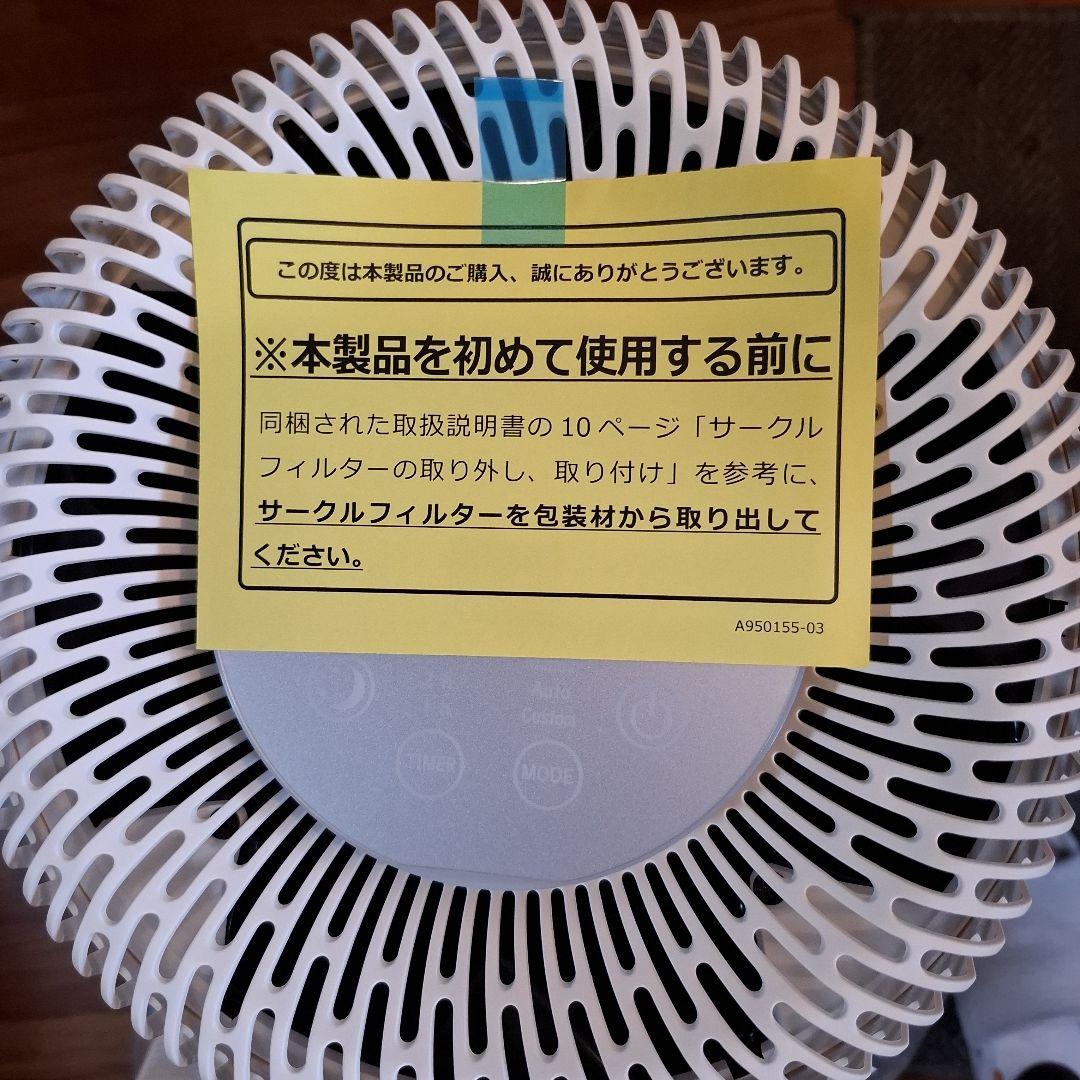 この度は本製品のご購入、誠にありがとうございます。
※本製品を初めて使用する前に
同梱された取扱説明書の10ページ「サークル
フィルターの取り外し、取り付け」を参考に、
サークルフィルターを包装材から取り出して
ください。
A950155-03
Auto
Custom
TIMER
MODE